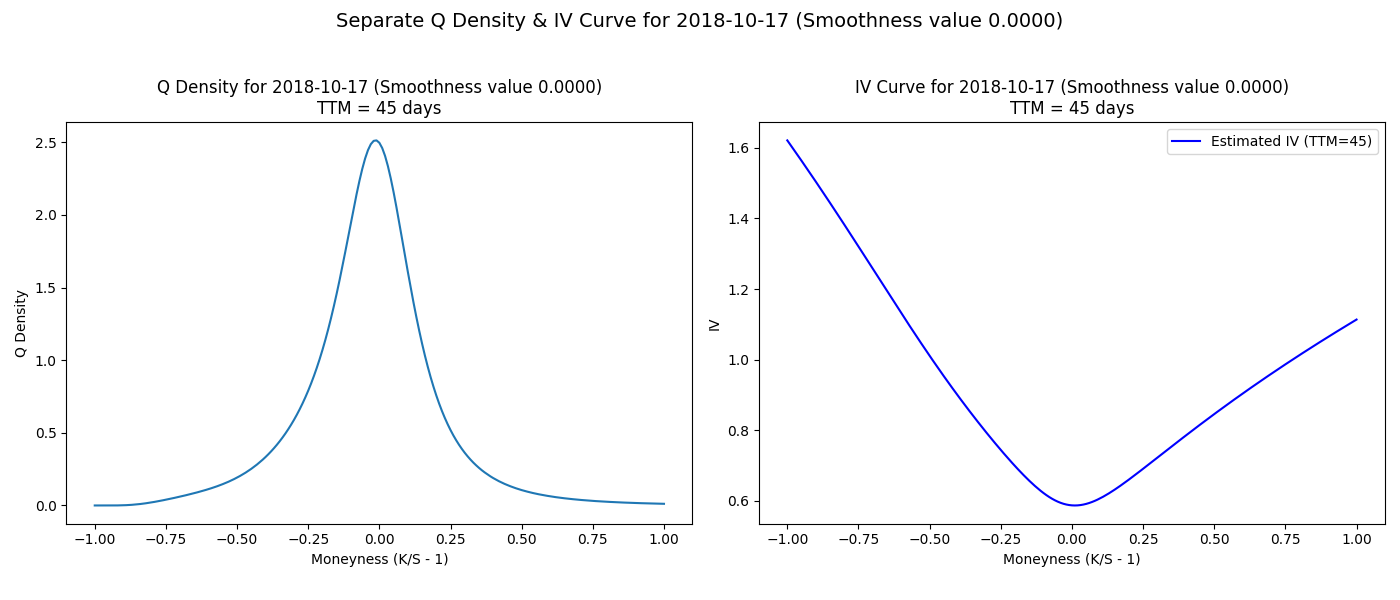 Separate Q Density & IV Curve for 2018-10-17 (Smoothness value 0.0000)
Q Density for 2018-10-17 (Smoothness value 0.0000)
TTM = 45 days
Q Density
2.5
2.0
1.5
1.0
0.5
0.0
−1.00 −0.75 −0.50 −0.25 0.00 0.25 0.50 0.75 1.00
Moneyness (K/S - 1)
IV Curve for 2018-10-17 (Smoothness value 0.0000)
TTM = 45 days
Estimated IV (TTM=45)
IV
1.6
1.4
1.2
1.0
0.8
0.6
−1.00 −0.75 −0.50 −0.25 0.00 0.25 0.50 0.75 1.00
Moneyness (K/S - 1)